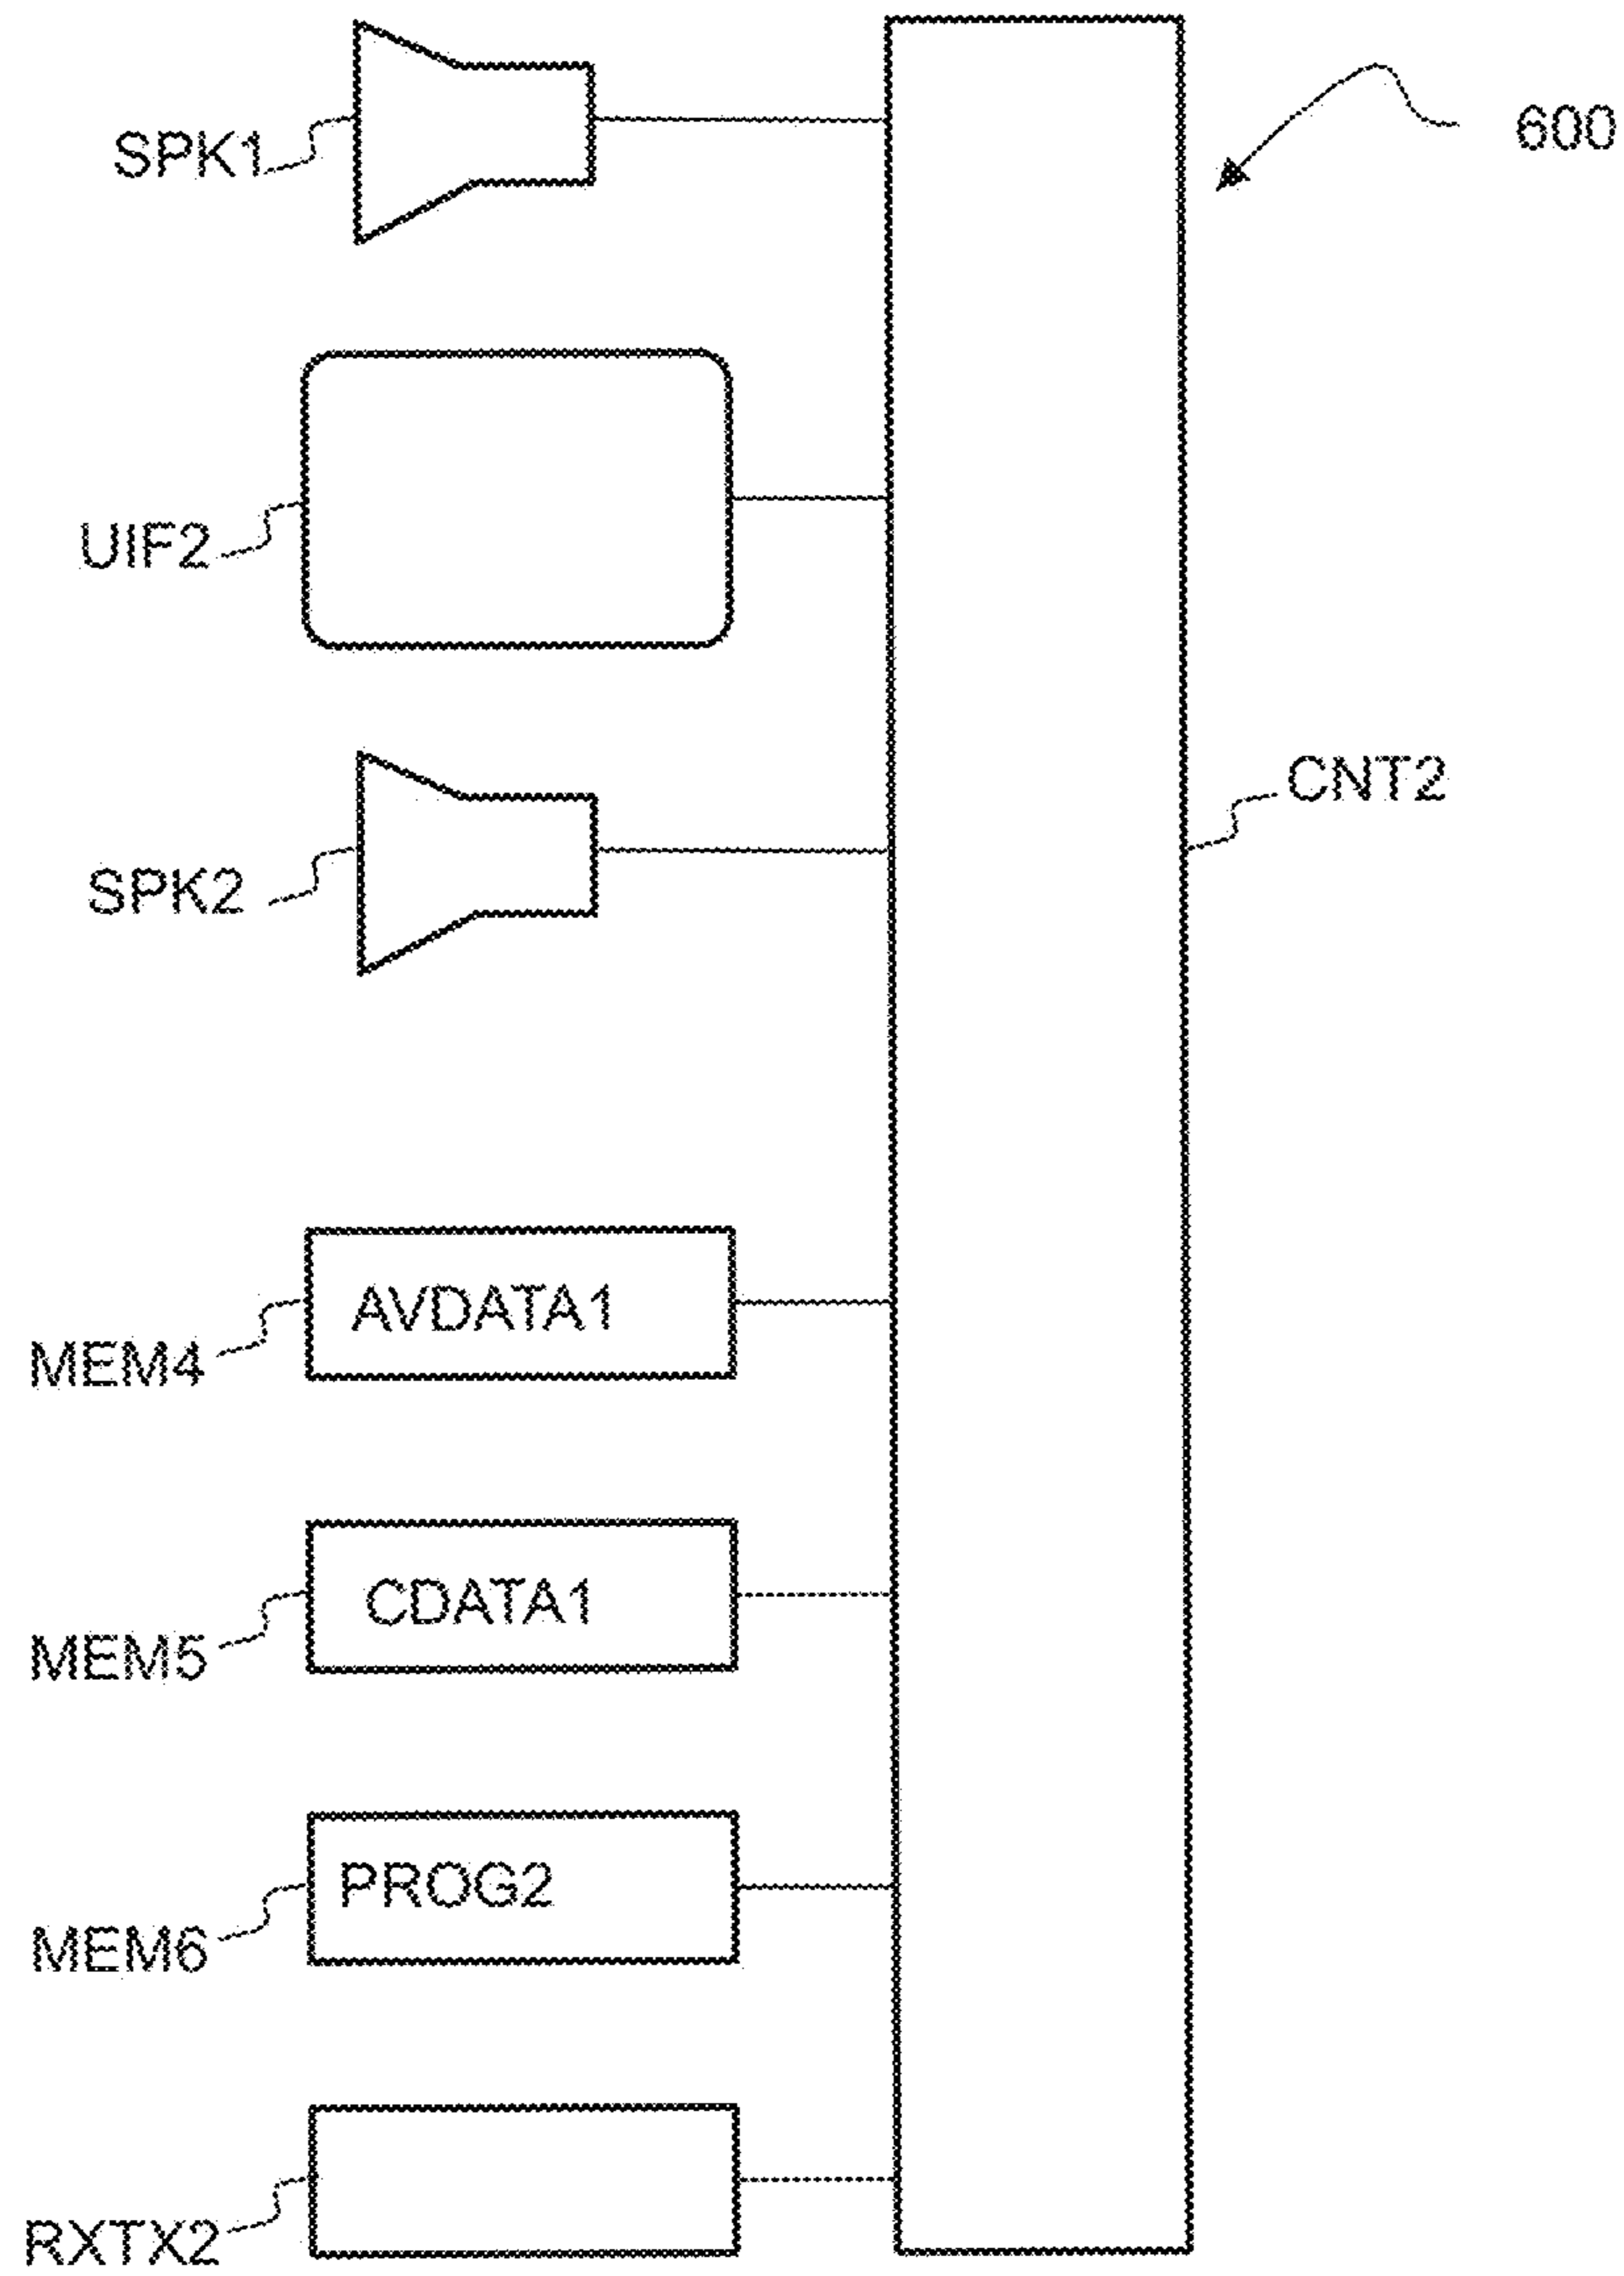 SPK1
600
UIF2
CNT2
SPK2
AVDATA1
MEM4
CDATA1
MEM5
PROG2
MEM6
RXTX2